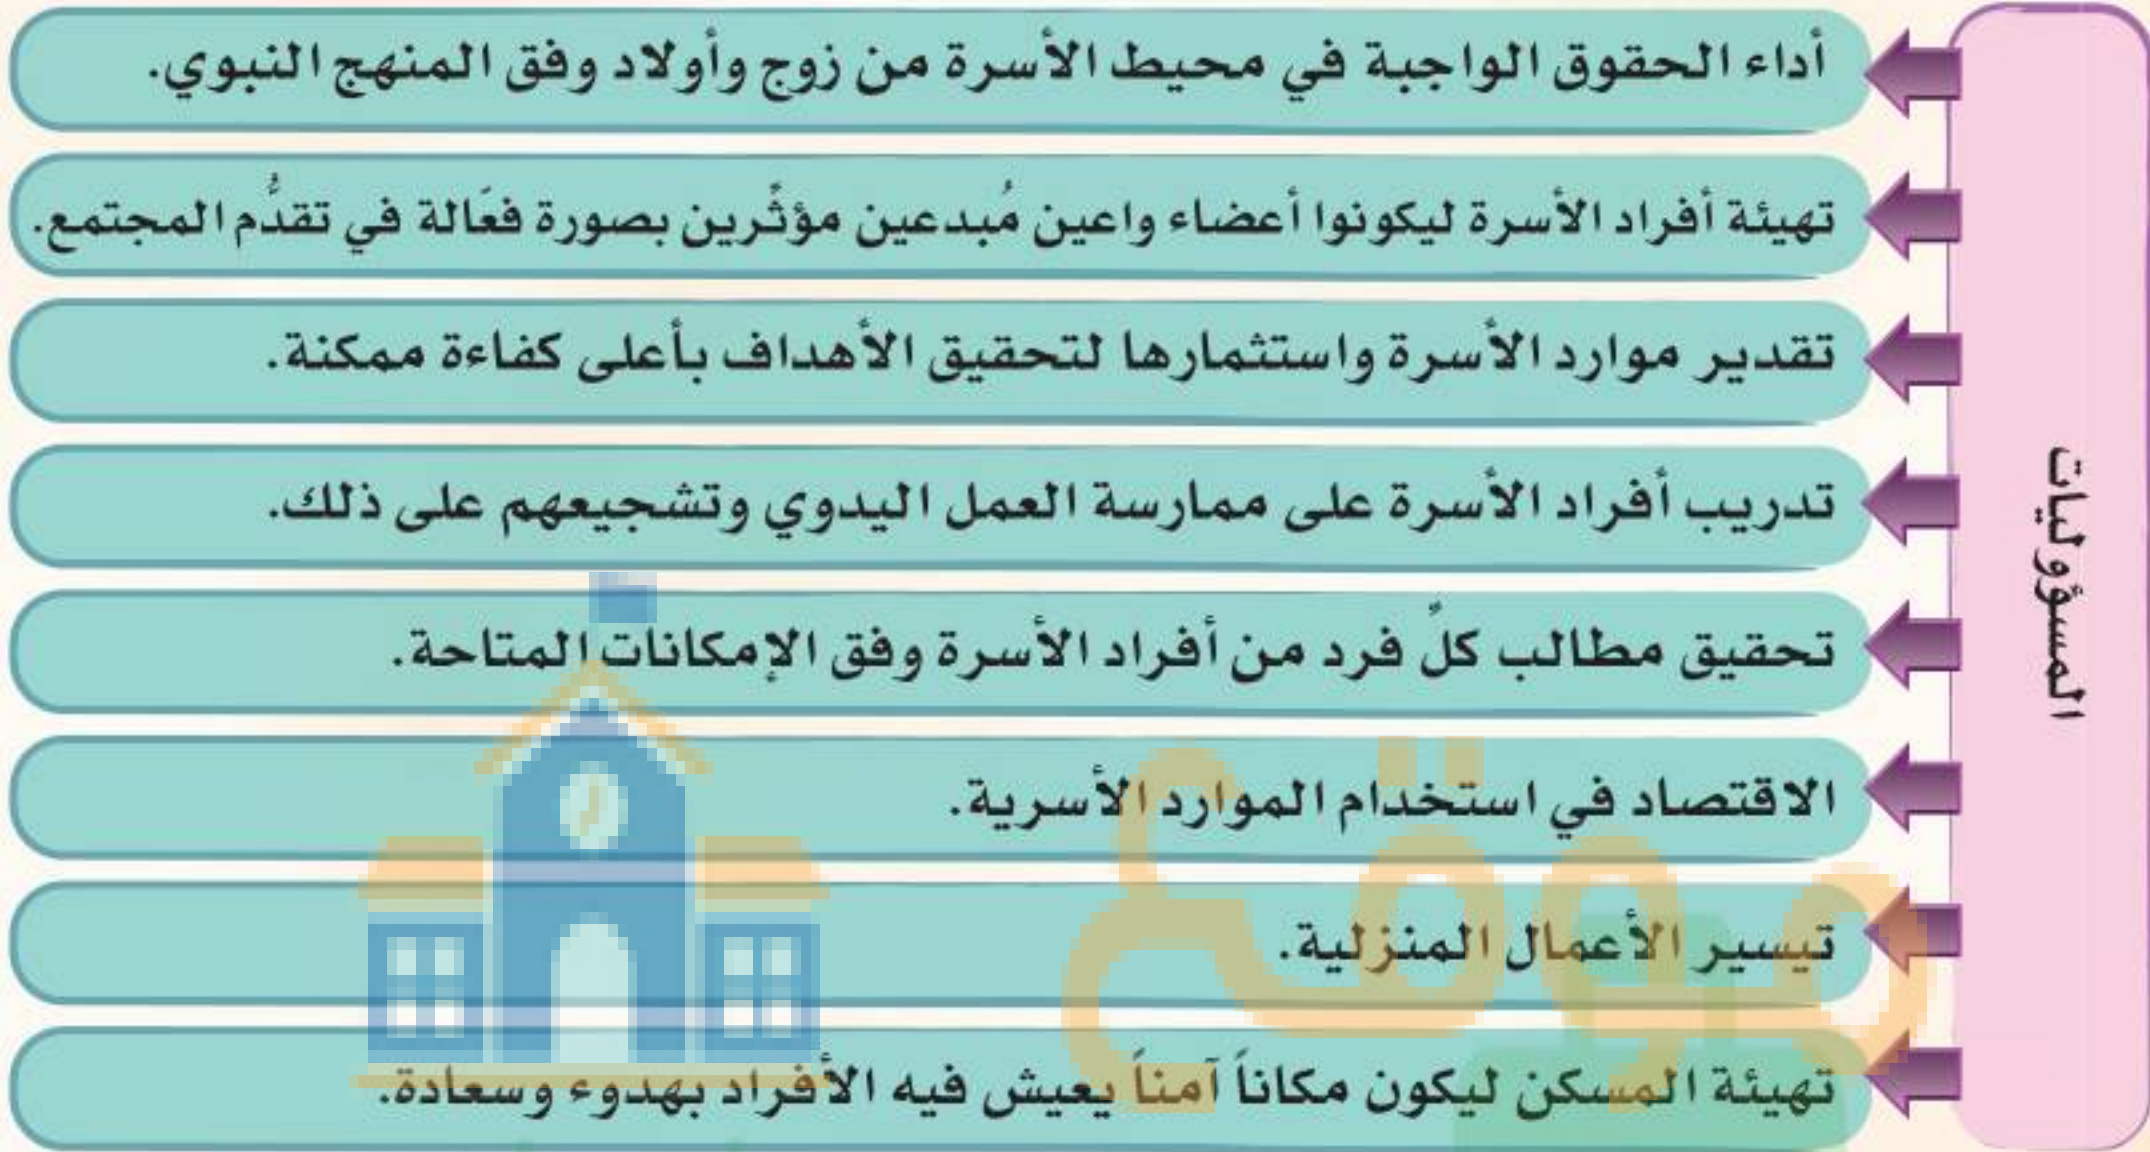 المسؤوليات
أداء الحقوق الواجبة في محيط الأسرة من زوج وأولاد وفق المنهج النبوي.
تهيئة أفراد الأسرة ليكونوا أعضاء واعين مُبدعين مؤثِّرين بصورة فعَالة في تقدُّم المجتمع.
تقدير موارد الأسرة واستثمارها لتحقيق الأهداف بأعلى كفاءة ممكنة.
تدريب أفراد الأسرة على ممارسة العمل اليدوي وتشجيعهم على ذلك.
تحقيق مطالب كلِّ فرد من أفراد الأسرة وفق الإمكانات المتاحة.
الاقتصاد في استخدام الموارد الأسرية.
تيسير الأعمال المنزلية.
تهيئة المسكن ليكون مكاناً آمناً يعيش فيه الأفراد بهدوء وسعادة.
موقع